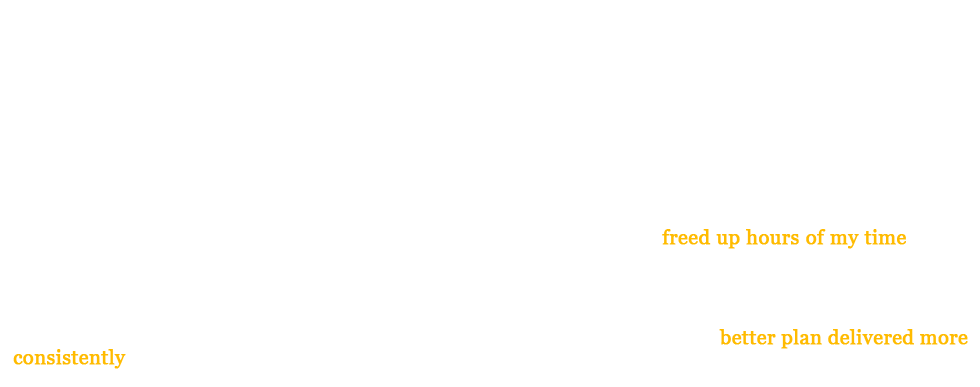 freed up hours of my time
better plan delivered more
consistently